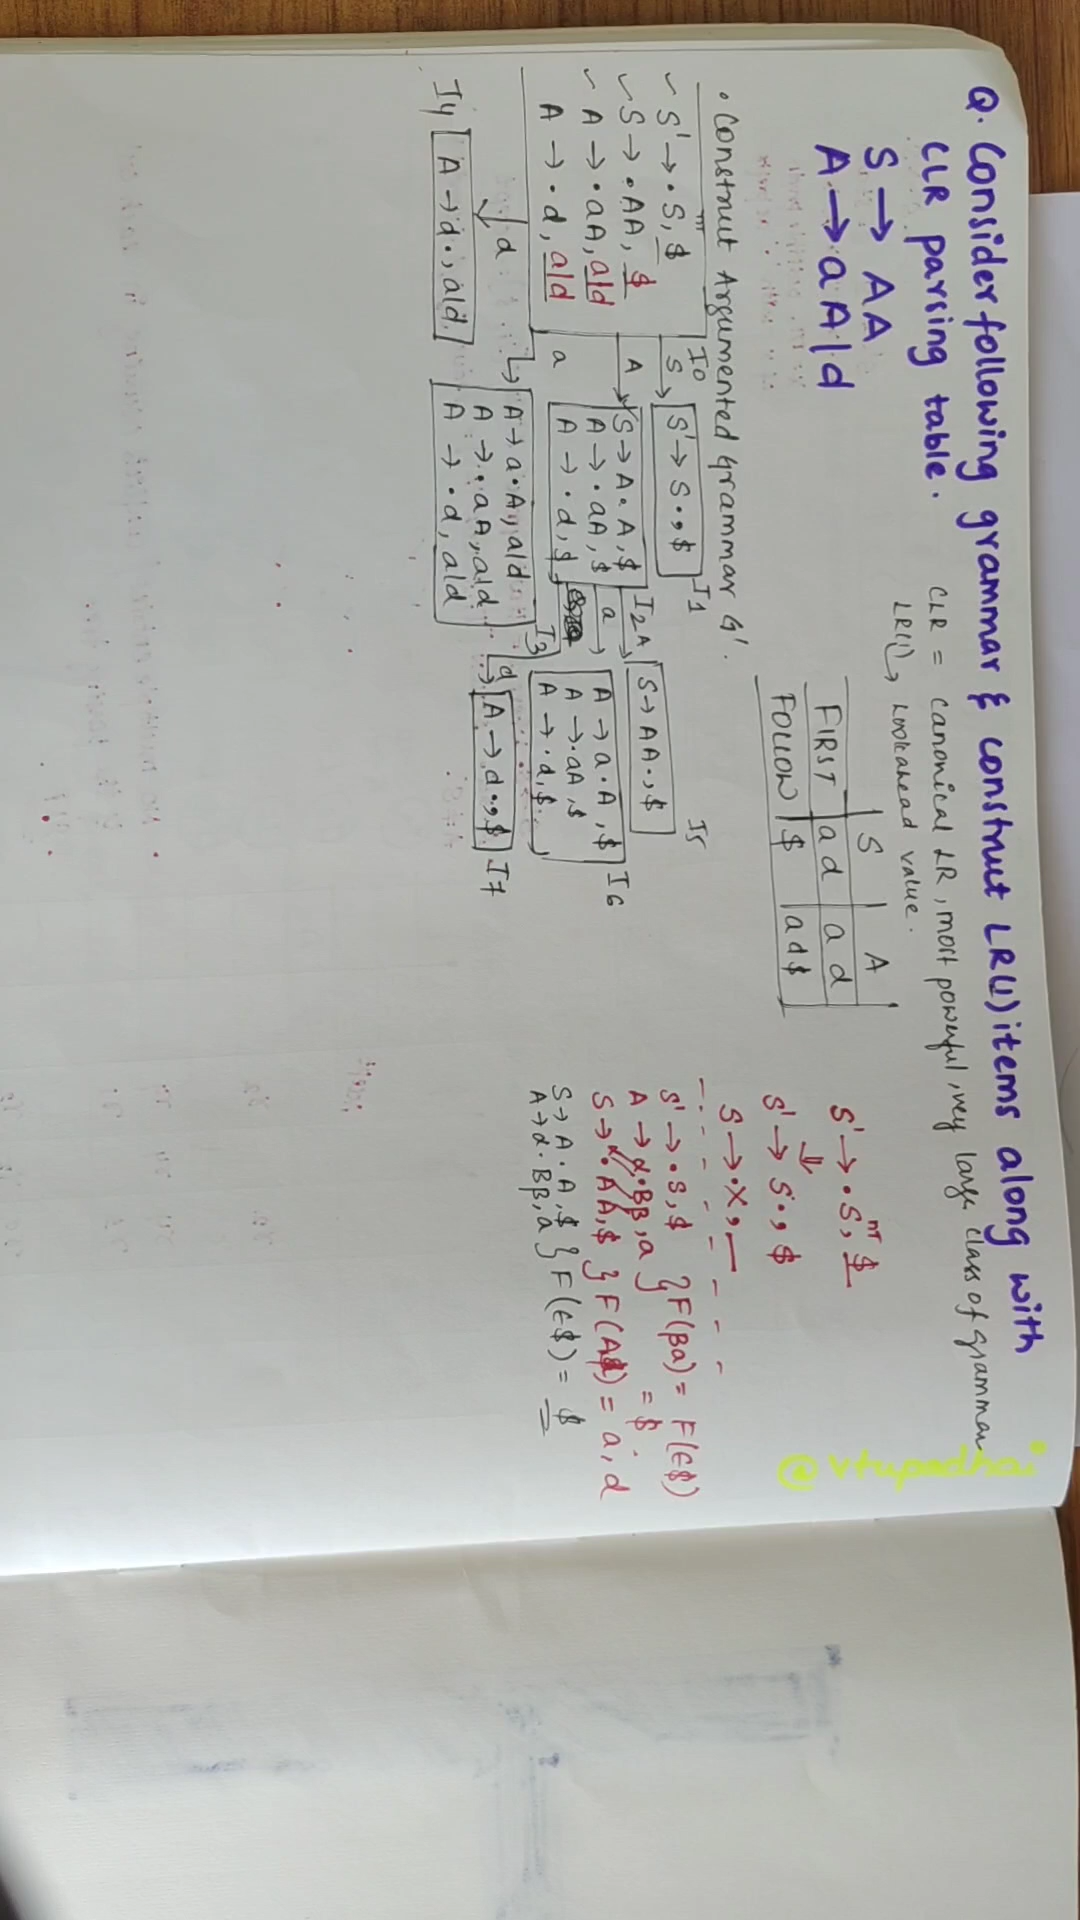 Q. Consider following grammar & construct LR(1) items along with
CLR parsing table.
S → AA
A → aA|d
CLR = canonical LR, most powerful, very large class of grammar
LR(1) → Lookahead value.
@vtupadhai
S A
FIRST a d a d
FOLLOW $ a d $
• Construct Argumented grammar G'.
S' → •S, $
S → •AA, $
A → •aA, a|d
A → •d, a|d
I0
S
S' → S•, $
I1
A
S → A•A, $
A → •aA, $
A → •d, $
I2
A
S → AA•, $
I5
a
A → a•A, $
A → •aA, $
A → •d, $
I6
a
A → a•A, a|d
A → •aA, a|d
A → •d, a|d
I3
d
A → d•, $
I7
d
I4
A → d•, a|d
S' → •S, $
nT
⇓
S' → S•, $
S → •X, —
S' → •S, $
A → α•Bβ, a } F(βa) = F(ε$)
= $
S → •AA, $ } F(A$) = a, d
S → A•A, $
A → α•Bβ, a } F(ε$) = $